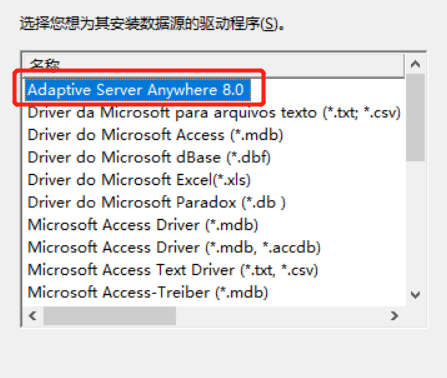 选择您想为其安装数据源的驱动程序(S)。
名称
Adaptive Server Anywhere 8.0
Driver da Microsoft para arquivos texto (*.txt; *.csv)
Driver do Microsoft Access (*.mdb)
Driver do Microsoft dBase (*.dbf)
Driver do Microsoft Excel(*.xls)
Driver do Microsoft Paradox (*.db )
Microsoft Access Driver (*.mdb)
Microsoft Access Driver (*.mdb, *.accdb)
Microsoft Access Text Driver (*.txt, *.csv)
Microsoft Access-Treiber (*.mdb)